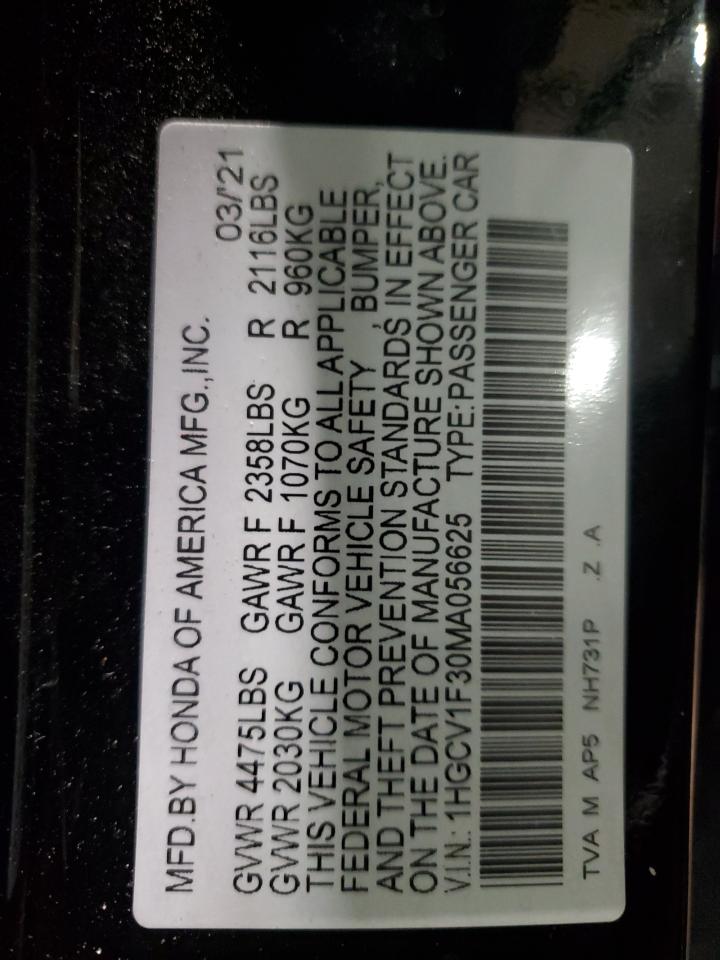 MFD.BY HONDA OF AMERICA MFG.,INC.
03/'21
GVWR 4475LBS GAWR F 2358LBS R 2116LBS
GVWR 2030KG GAWR F 1070KG R 960KG
THIS VEHICLE CONFORMS TO ALL APPLICABLE
FEDERAL MOTOR VEHICLE SAFETY, BUMPER,
AND THEFT PREVENTION STANDARDS IN EFFECT
ON THE DATE OF MANUFACTURE SHOWN ABOVE.
V.I.N.: 1HGCV1F30MA056625 TYPE:PASSENGER CAR
TVA M AP5 NH731P .Z .A